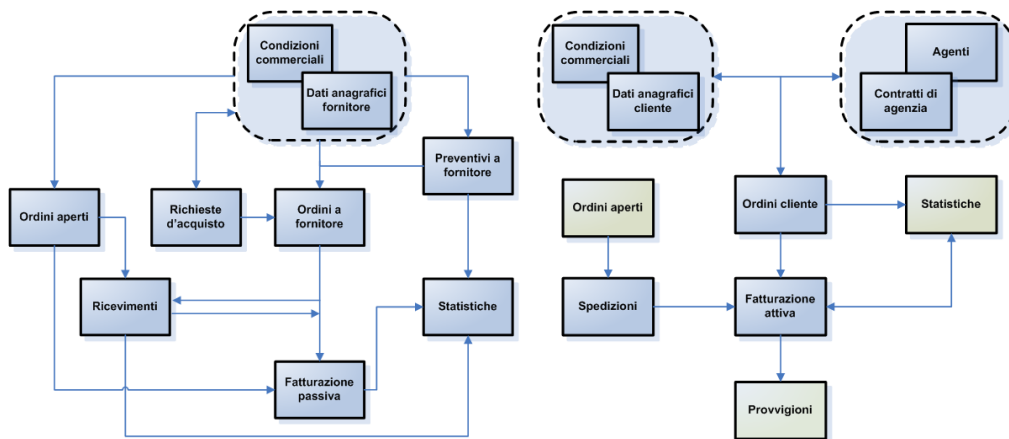 Condizioni
commerciali
Dati anagrafici
fornitore
Preventivi a
fornitore
Ordini aperti
Richieste
d'acquisto
Ordini a
fornitore
Ricevimenti
Statistiche
Fatturazione
passiva
Condizioni
commerciali
Dati anagrafici
cliente
Agenti
Contratti di
agenzia
Ordini aperti
Ordini cliente
Statistiche
Spedizioni
Fatturazione
attiva
Provvigioni